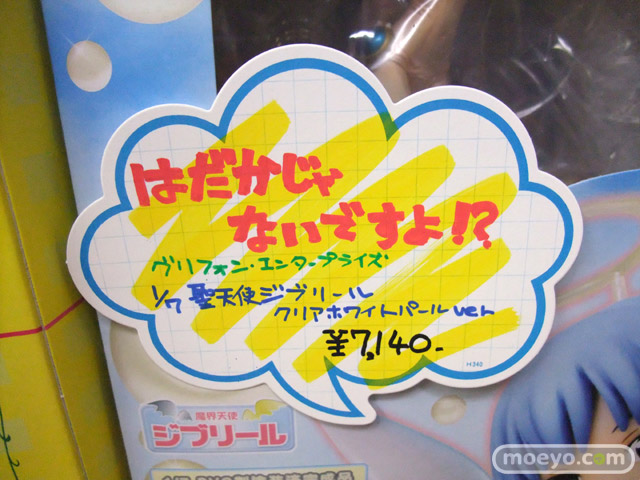 はだかじゃ
ないですよ!?
グリフォン・エンタープライズ
1/7 聖天使ジブリール
クリアホワイトパールver
¥7,140-
H340
魔界天使
ジブリール
moeyo.com